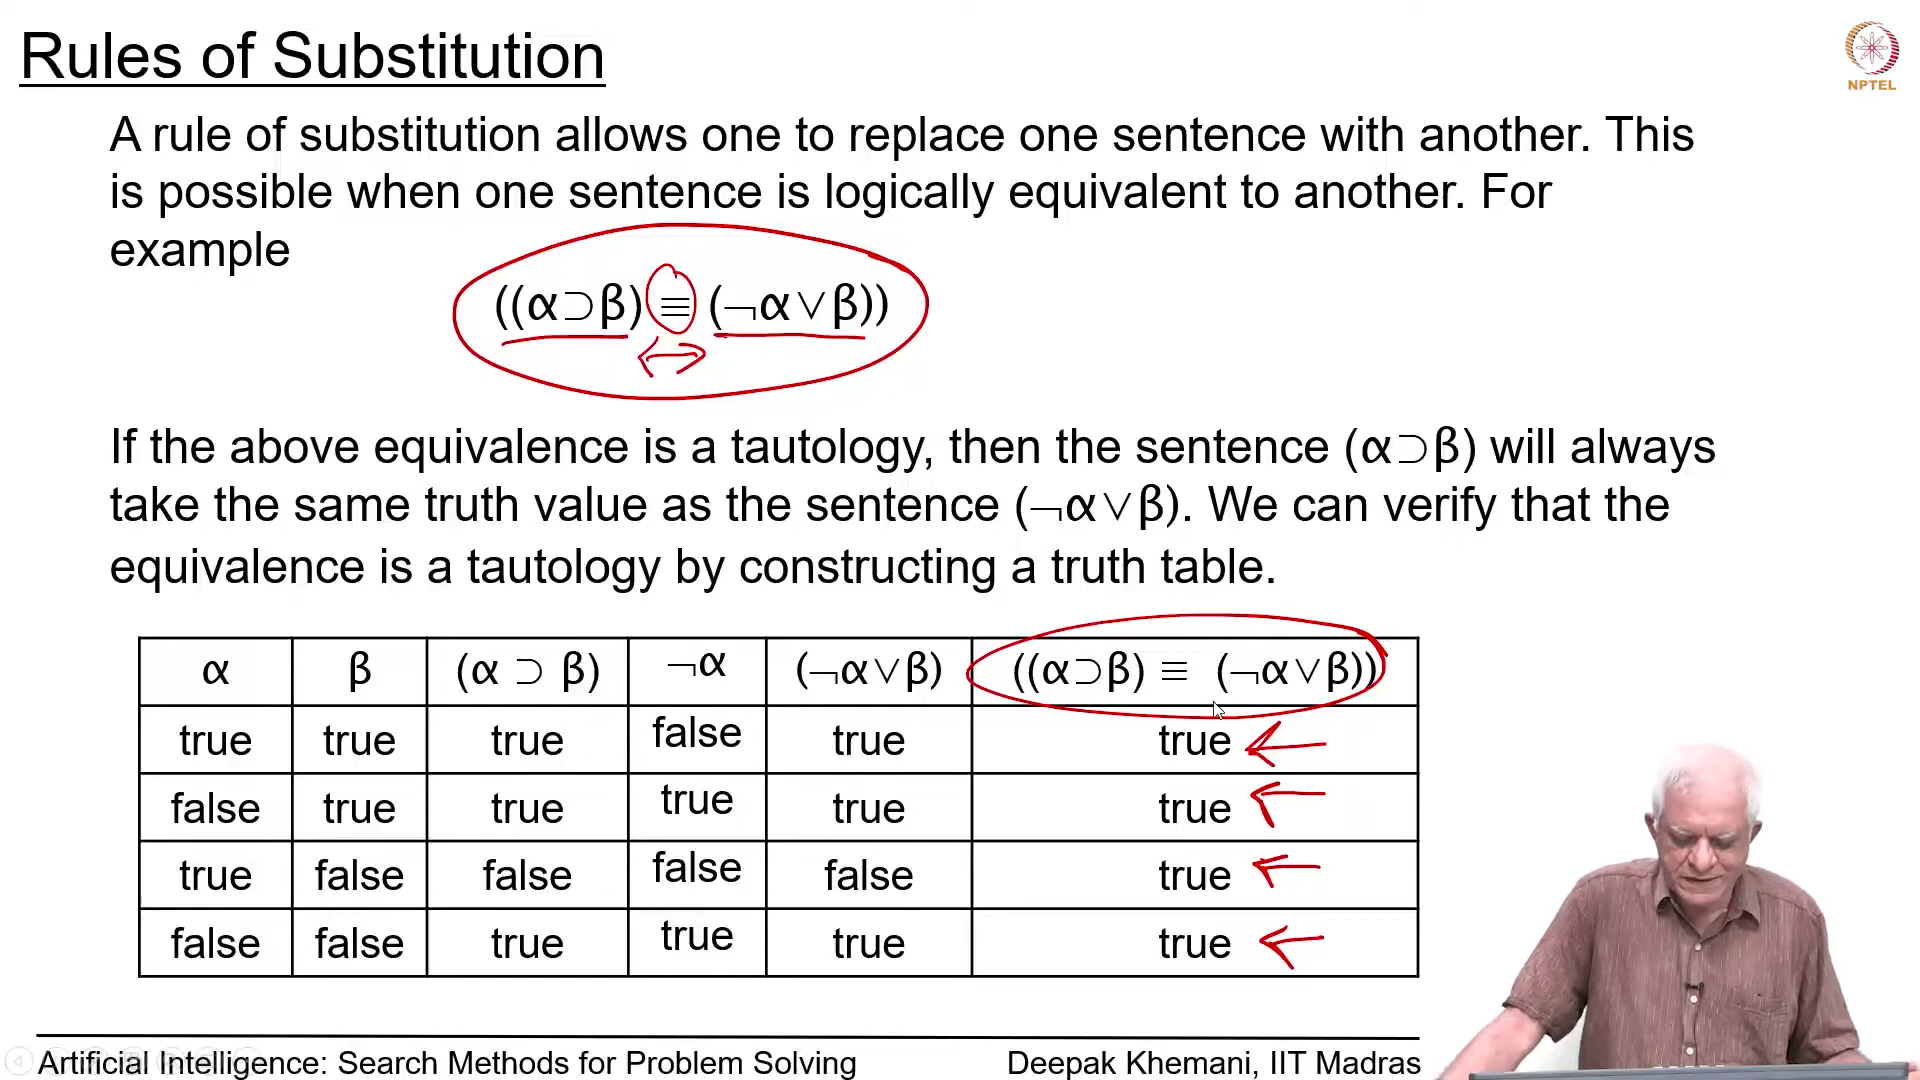 Rules of Substitution
NPTEL
A rule of substitution allows one to replace one sentence with another. This
is possible when one sentence is logically equivalent to another. For
example
((α⊃β) ≡ (¬α∨β))
If the above equivalence is a tautology, then the sentence (α⊃β) will always
take the same truth value as the sentence (¬α∨β). We can verify that the
equivalence is a tautology by constructing a truth table.
α β (α ⊃ β) ¬α (¬α∨β) ((α⊃β) ≡ (¬α∨β))
true true true false true true
false true true true true true
true false false false false true
false false true true true true
Artificial Intelligence: Search Methods for Problem Solving Deepak Khemani, IIT Madras